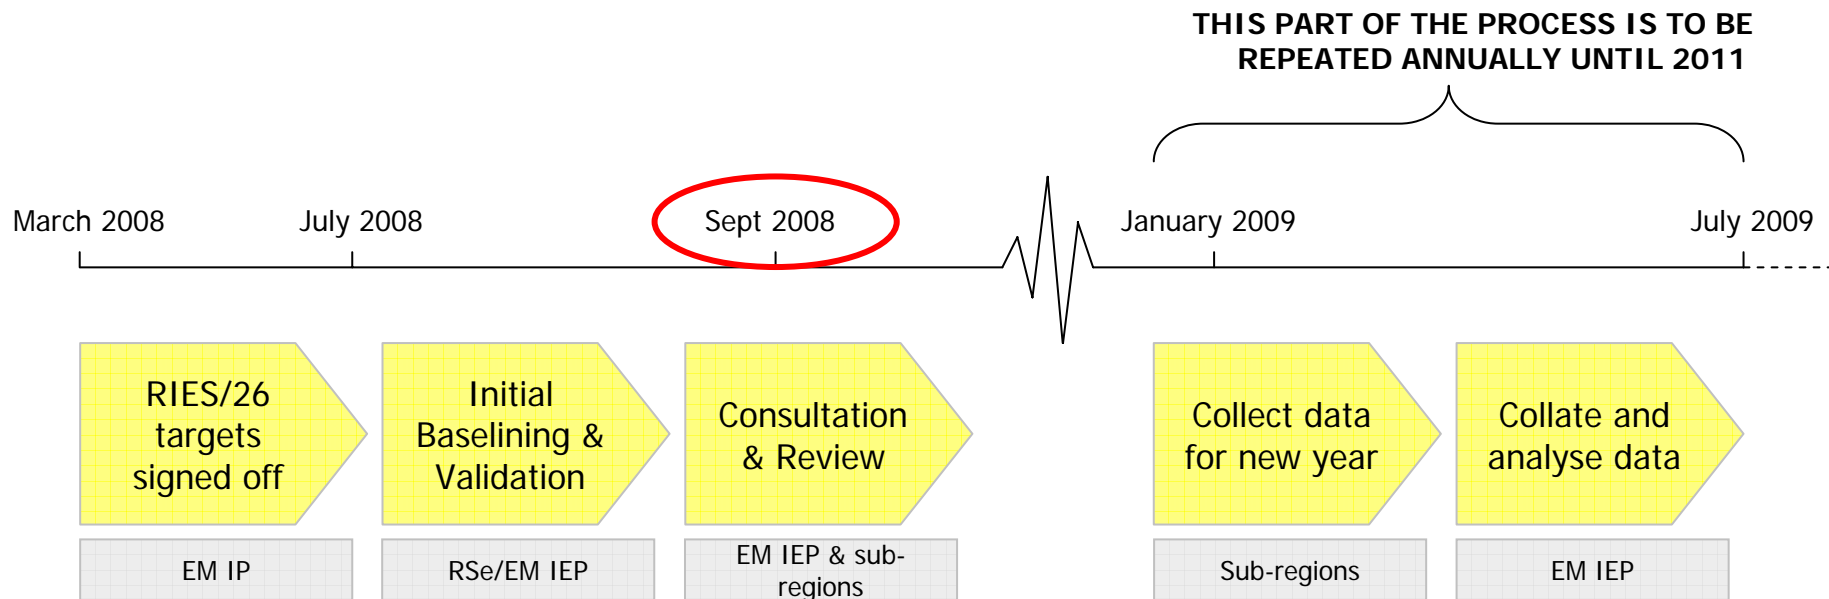 THIS PART OF THE PROCESS IS TO BE
REPEATED ANNUALLY UNTIL 2011
March 2008
July 2008
Sept 2008
January 2009
July 2009
RIES/26
targets
signed off
Initial
Baselining &
Validation
Consultation
& Review
Collect data
for new year
Collate and
analyse data
EM IP
RSe/EM IEP
EM IEP & sub-
regions
Sub-regions
EM IEP